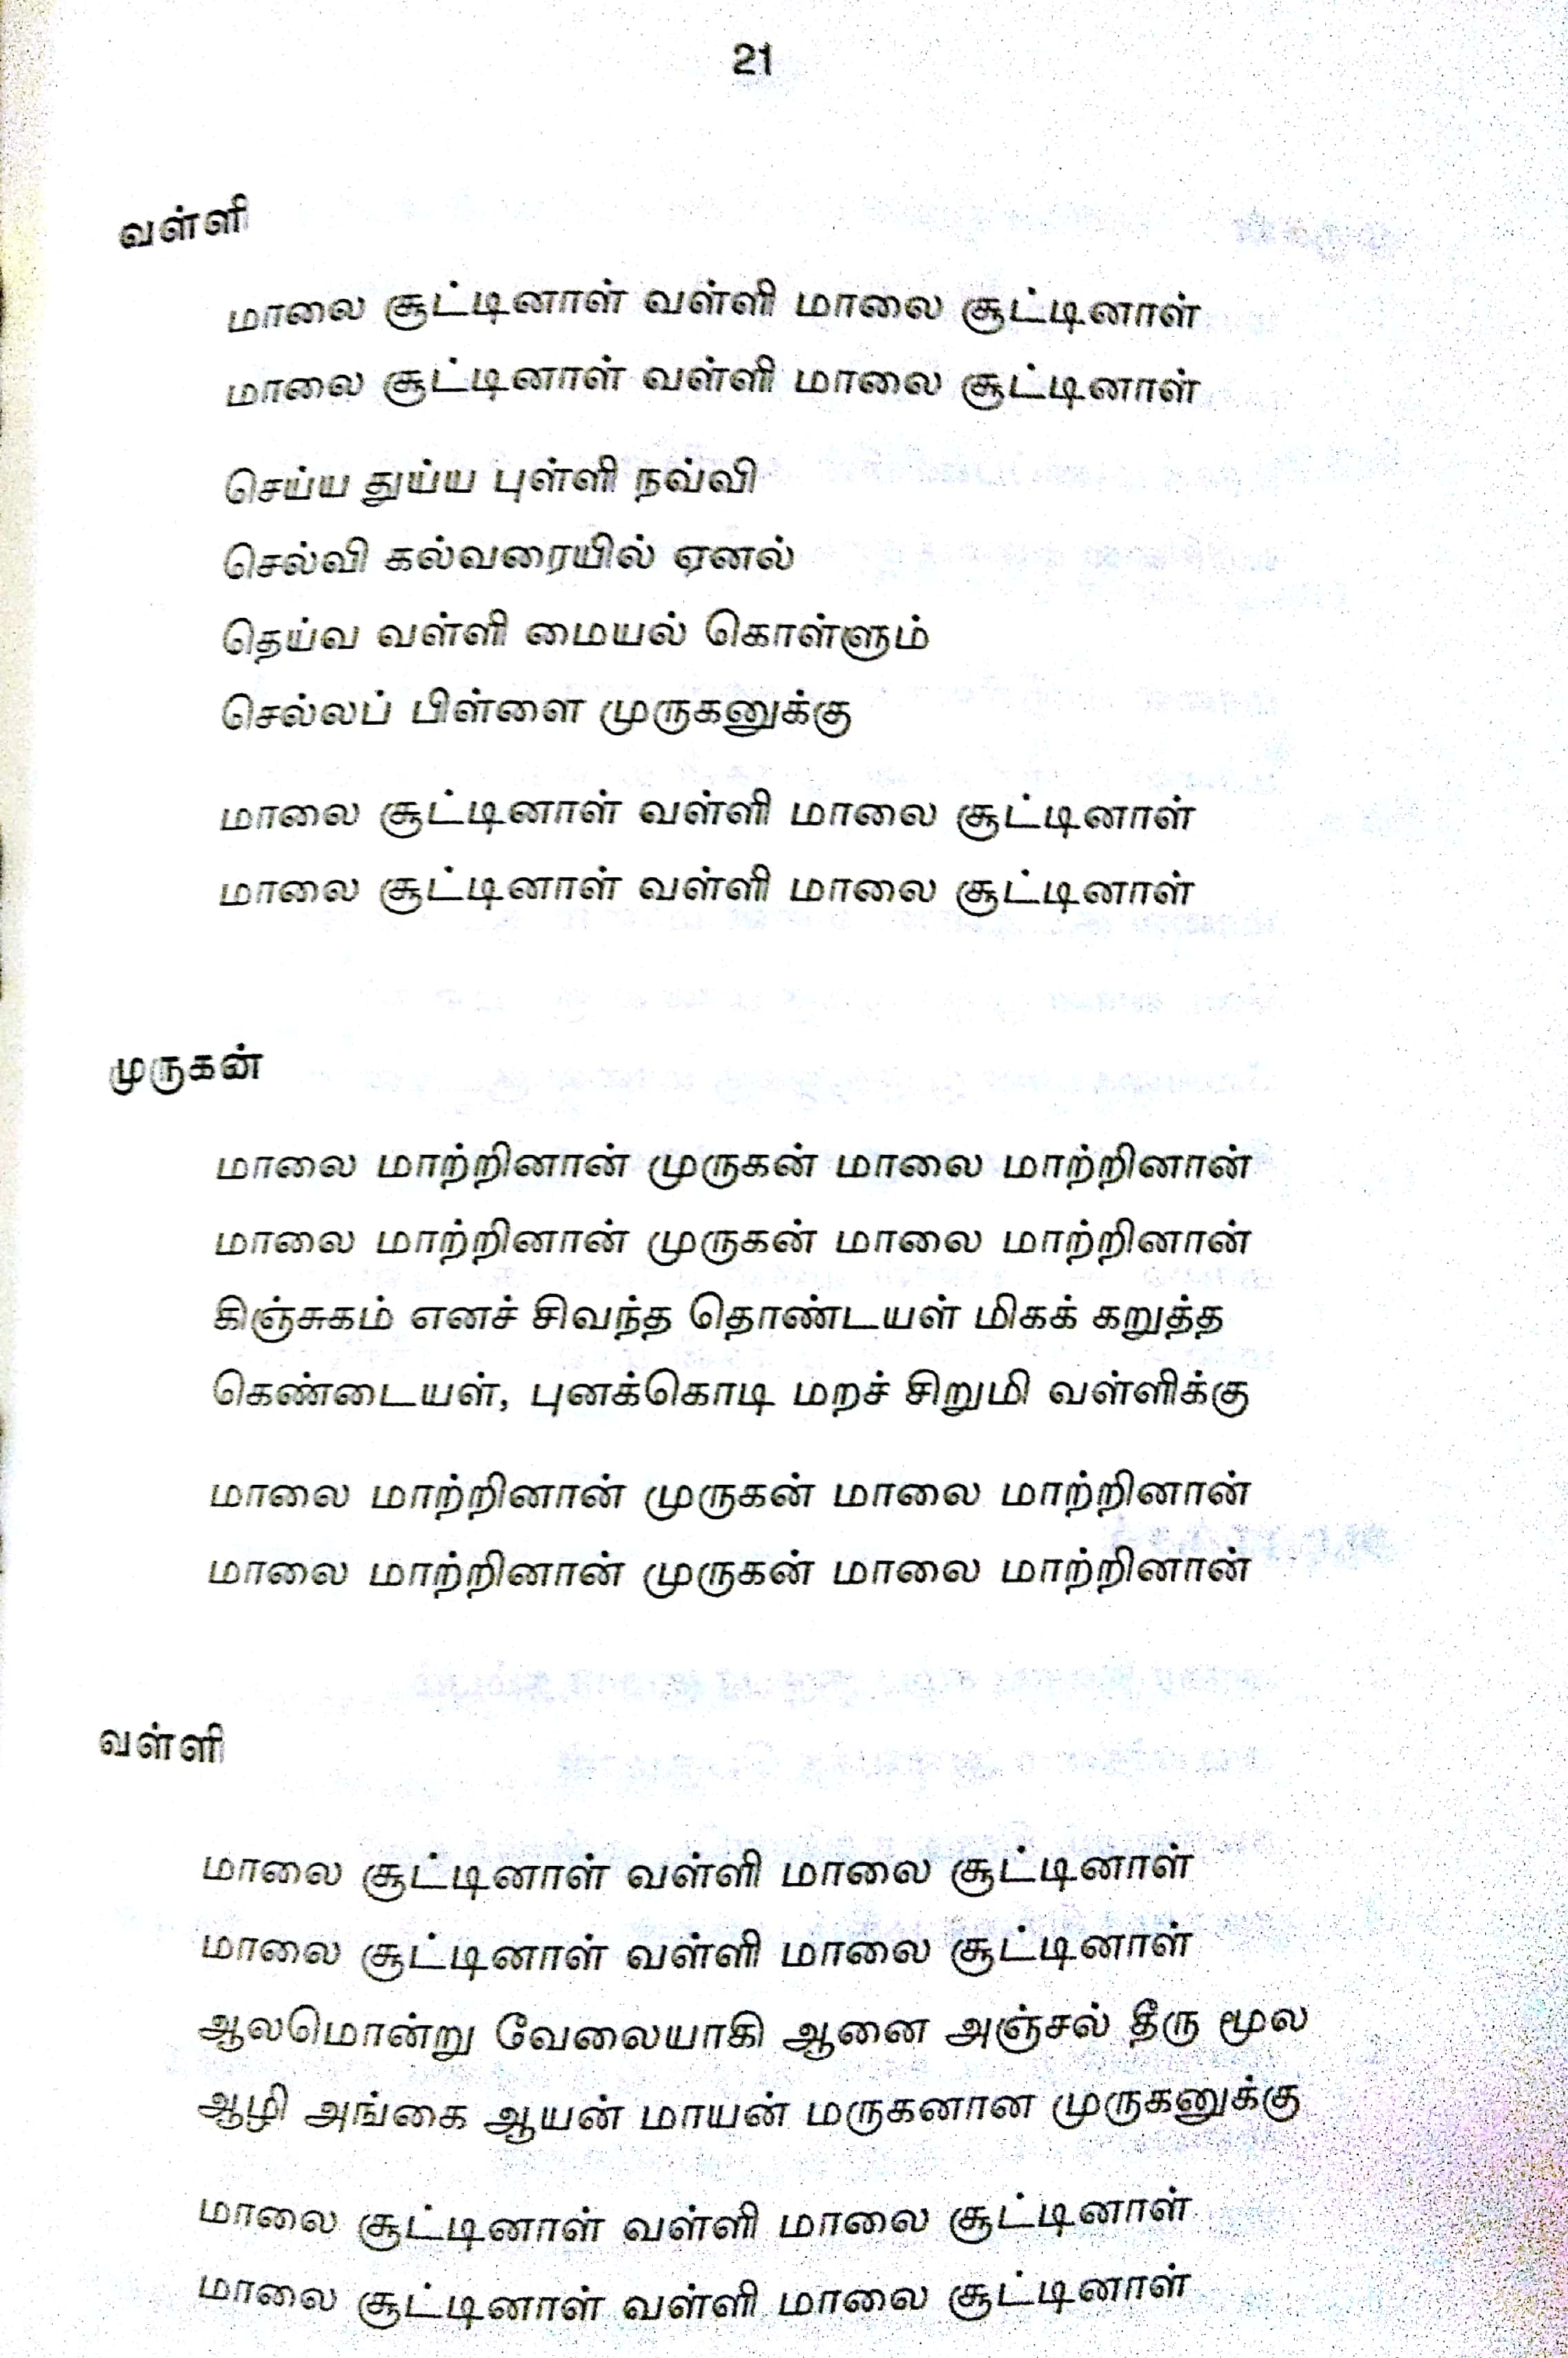 21
வள்ளி
மாலை சூட்டினாள் வள்ளி மாலை சூட்டினாள்
மாலை சூட்டினாள் வள்ளி மாலை சூட்டினாள்
செய்ய துய்ய புள்ளி நவ்வி
செல்வி கல்வரையில் ஏனல்
தெய்வ வள்ளி மையல் கொள்ளும்
செல்லப் பிள்ளை முருகனுக்கு
மாலை சூட்டினாள் வள்ளி மாலை சூட்டினாள்
மாலை சூட்டினாள் வள்ளி மாலை சூட்டினாள்
முருகன்
மாலை மாற்றினான் முருகன் மாலை மாற்றினான்
மாலை மாற்றினான் முருகன் மாலை மாற்றினான்
கிஞ்சுகம் எனச் சிவந்த தொண்டயள் மிகக் கறுத்த
கெண்டையள், புனக்கொடி மறச் சிறுமி வள்ளிக்கு
மாலை மாற்றினான் முருகன் மாலை மாற்றினான்
மாலை மாற்றினான் முருகன் மாலை மாற்றினான்
வள்ளி
மாலை சூட்டினாள் வள்ளி மாலை சூட்டினாள்
மாலை சூட்டினாள் வள்ளி மாலை சூட்டினாள்
ஆலமொன்று வேலையாகி ஆனை அஞ்சல் தீரு மூல
ஆழி அங்கை ஆயன் மாயன் மருகனான முருகனுக்கு
மாலை சூட்டினாள் வள்ளி மாலை சூட்டினாள்
மாலை சூட்டினாள் வள்ளி மாலை சூட்டினாள்